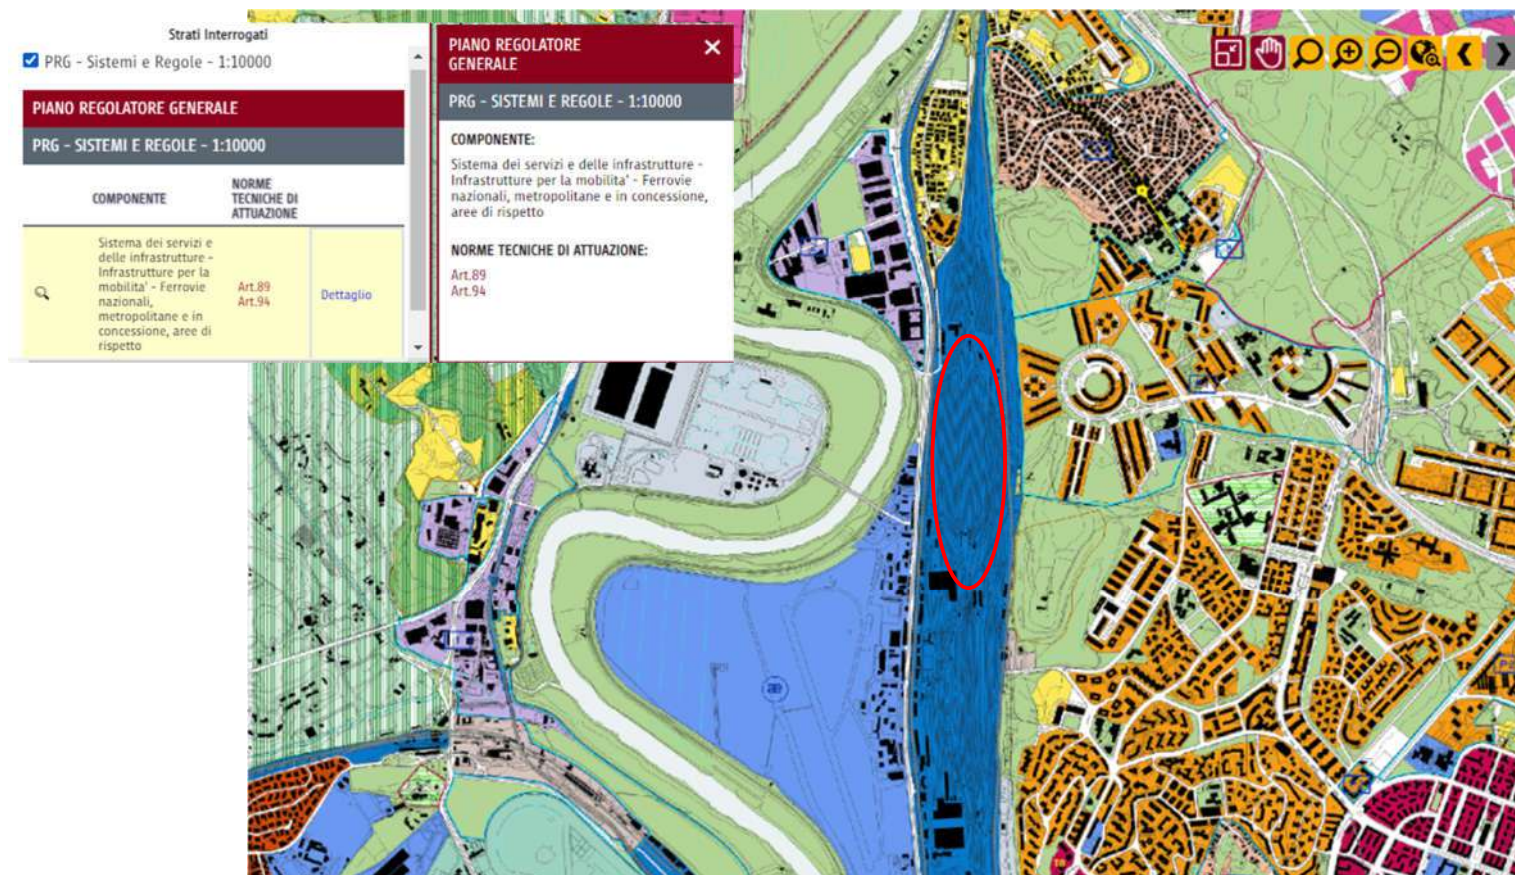 Strati Interrogati
PRG - Sistemi e Regole - 1:10000
PIANO REGOLATORE GENERALE
PRG - SISTEMI E REGOLE - 1:10000
COMPONENTE
NORME
TECNICHE DI
ATTUAZIONE
Sistema dei servizi e
delle infrastrutture -
Infrastrutture per la
mobilita' - Ferrovie
nazionali,
metropolitane e in
concessione, aree di
rispetto
Art.89
Art.94
Dettaglio
PIANO REGOLATORE
GENERALE
PRG - SISTEMI E REGOLE - 1:10000
COMPONENTE:
Sistema dei servizi e delle infrastrutture -
Infrastrutture per la mobilita' - Ferrovie
nazionali, metropolitane e in concessione,
aree di rispetto
NORME TECNICHE DI ATTUAZIONE:
Art.89
Art.94